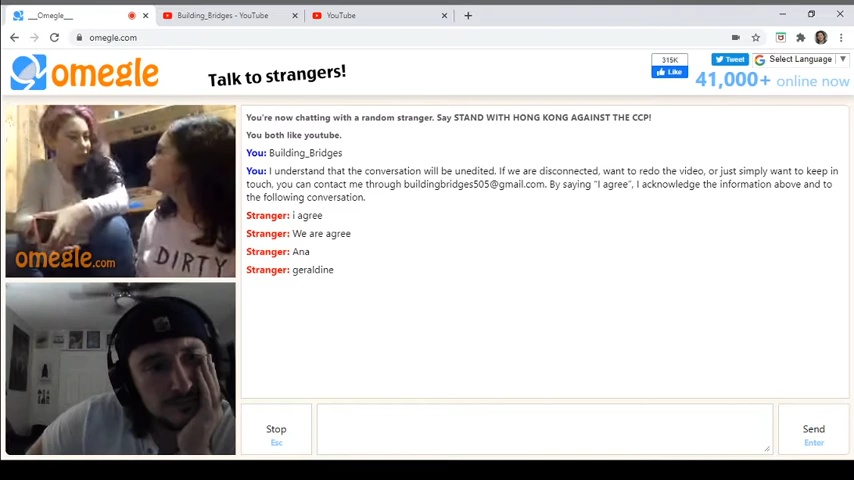 __Omegle__
Building_Bridges - YouTube
YouTube
omegle.com
omegle
Talk to strangers!
315K
Like
Tweet
Select Language
41,000+ online now
You're now chatting with a random stranger. Say STAND WITH HONG KONG AGAINST THE CCP!
You both like youtube.
You: Building_Bridges
You: I understand that the conversation will be unedited. If we are disconnected, want to redo the video, or just simply want to keep in
touch, you can contact me through buildingbridges505@gmail.com. By saying "I agree", I acknowledge the information above and to
the following conversation.
Stranger: i agree
Stranger: We are agree
Stranger: Ana
Stranger: geraldine
DIRTY
omegle.com
Stop
Esc
Send
Enter